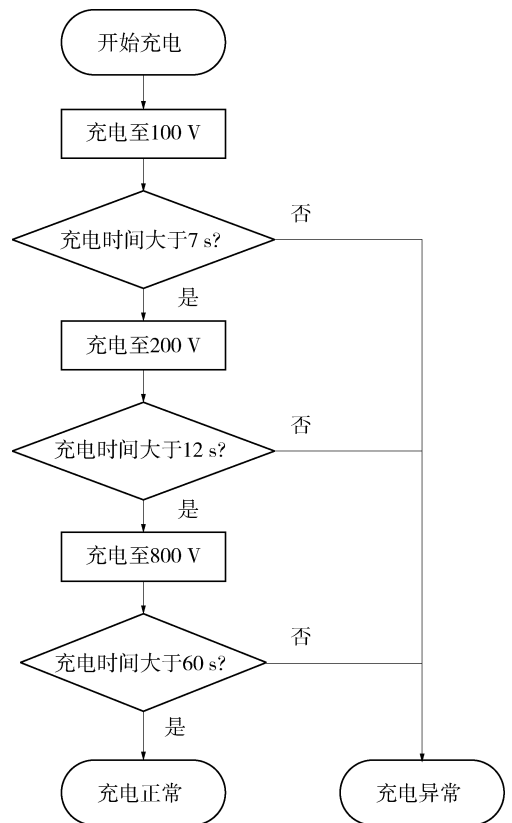 开始充电
充电至100 V
充电时间大于7 s?
否
是
充电至200 V
充电时间大于12 s?
否
是
充电至800 V
充电时间大于60 s?
否
是
充电正常
充电异常